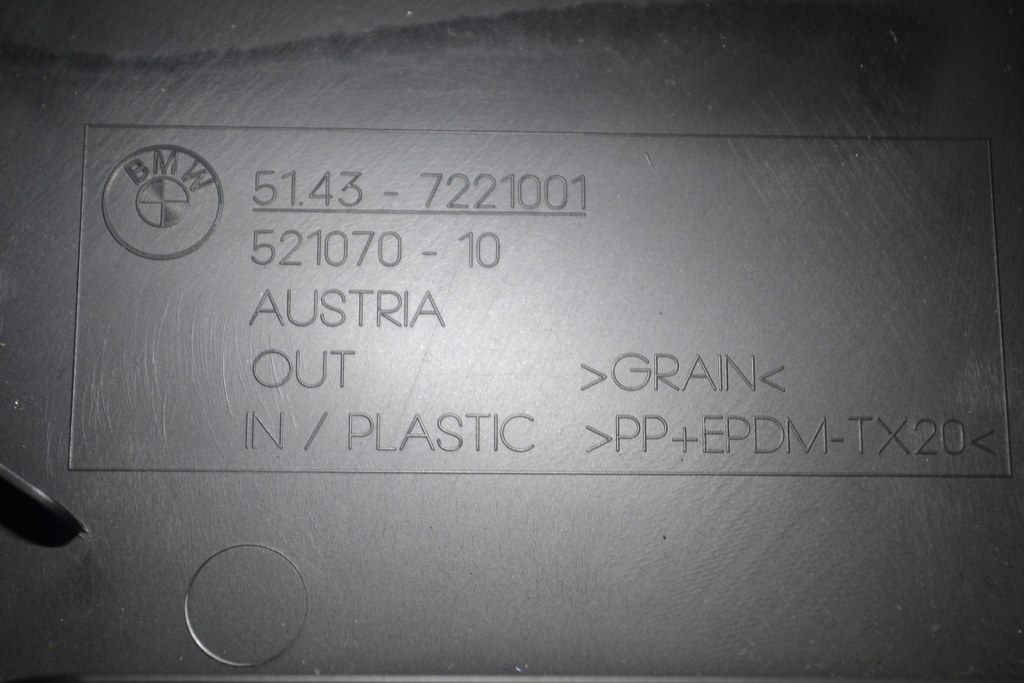 BMW
51.43 - 7221001
521070 - 10
AUSTRIA
OUT >GRAIN<
IN / PLASTIC >PP+EPDM-TX20<